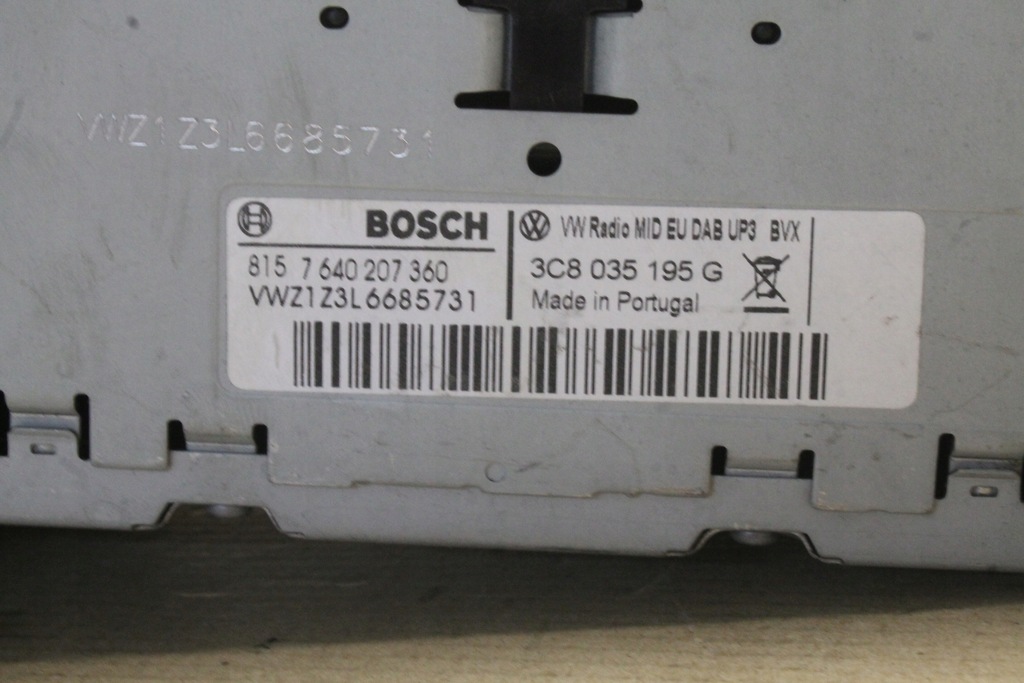 VWZ1Z3L6685731
BOSCH
815 7 640 207 360
VWZ1Z3L6685731
VW Radio MID EU DAB UP3 BVX
3C8 035 195 G
Made in Portugal